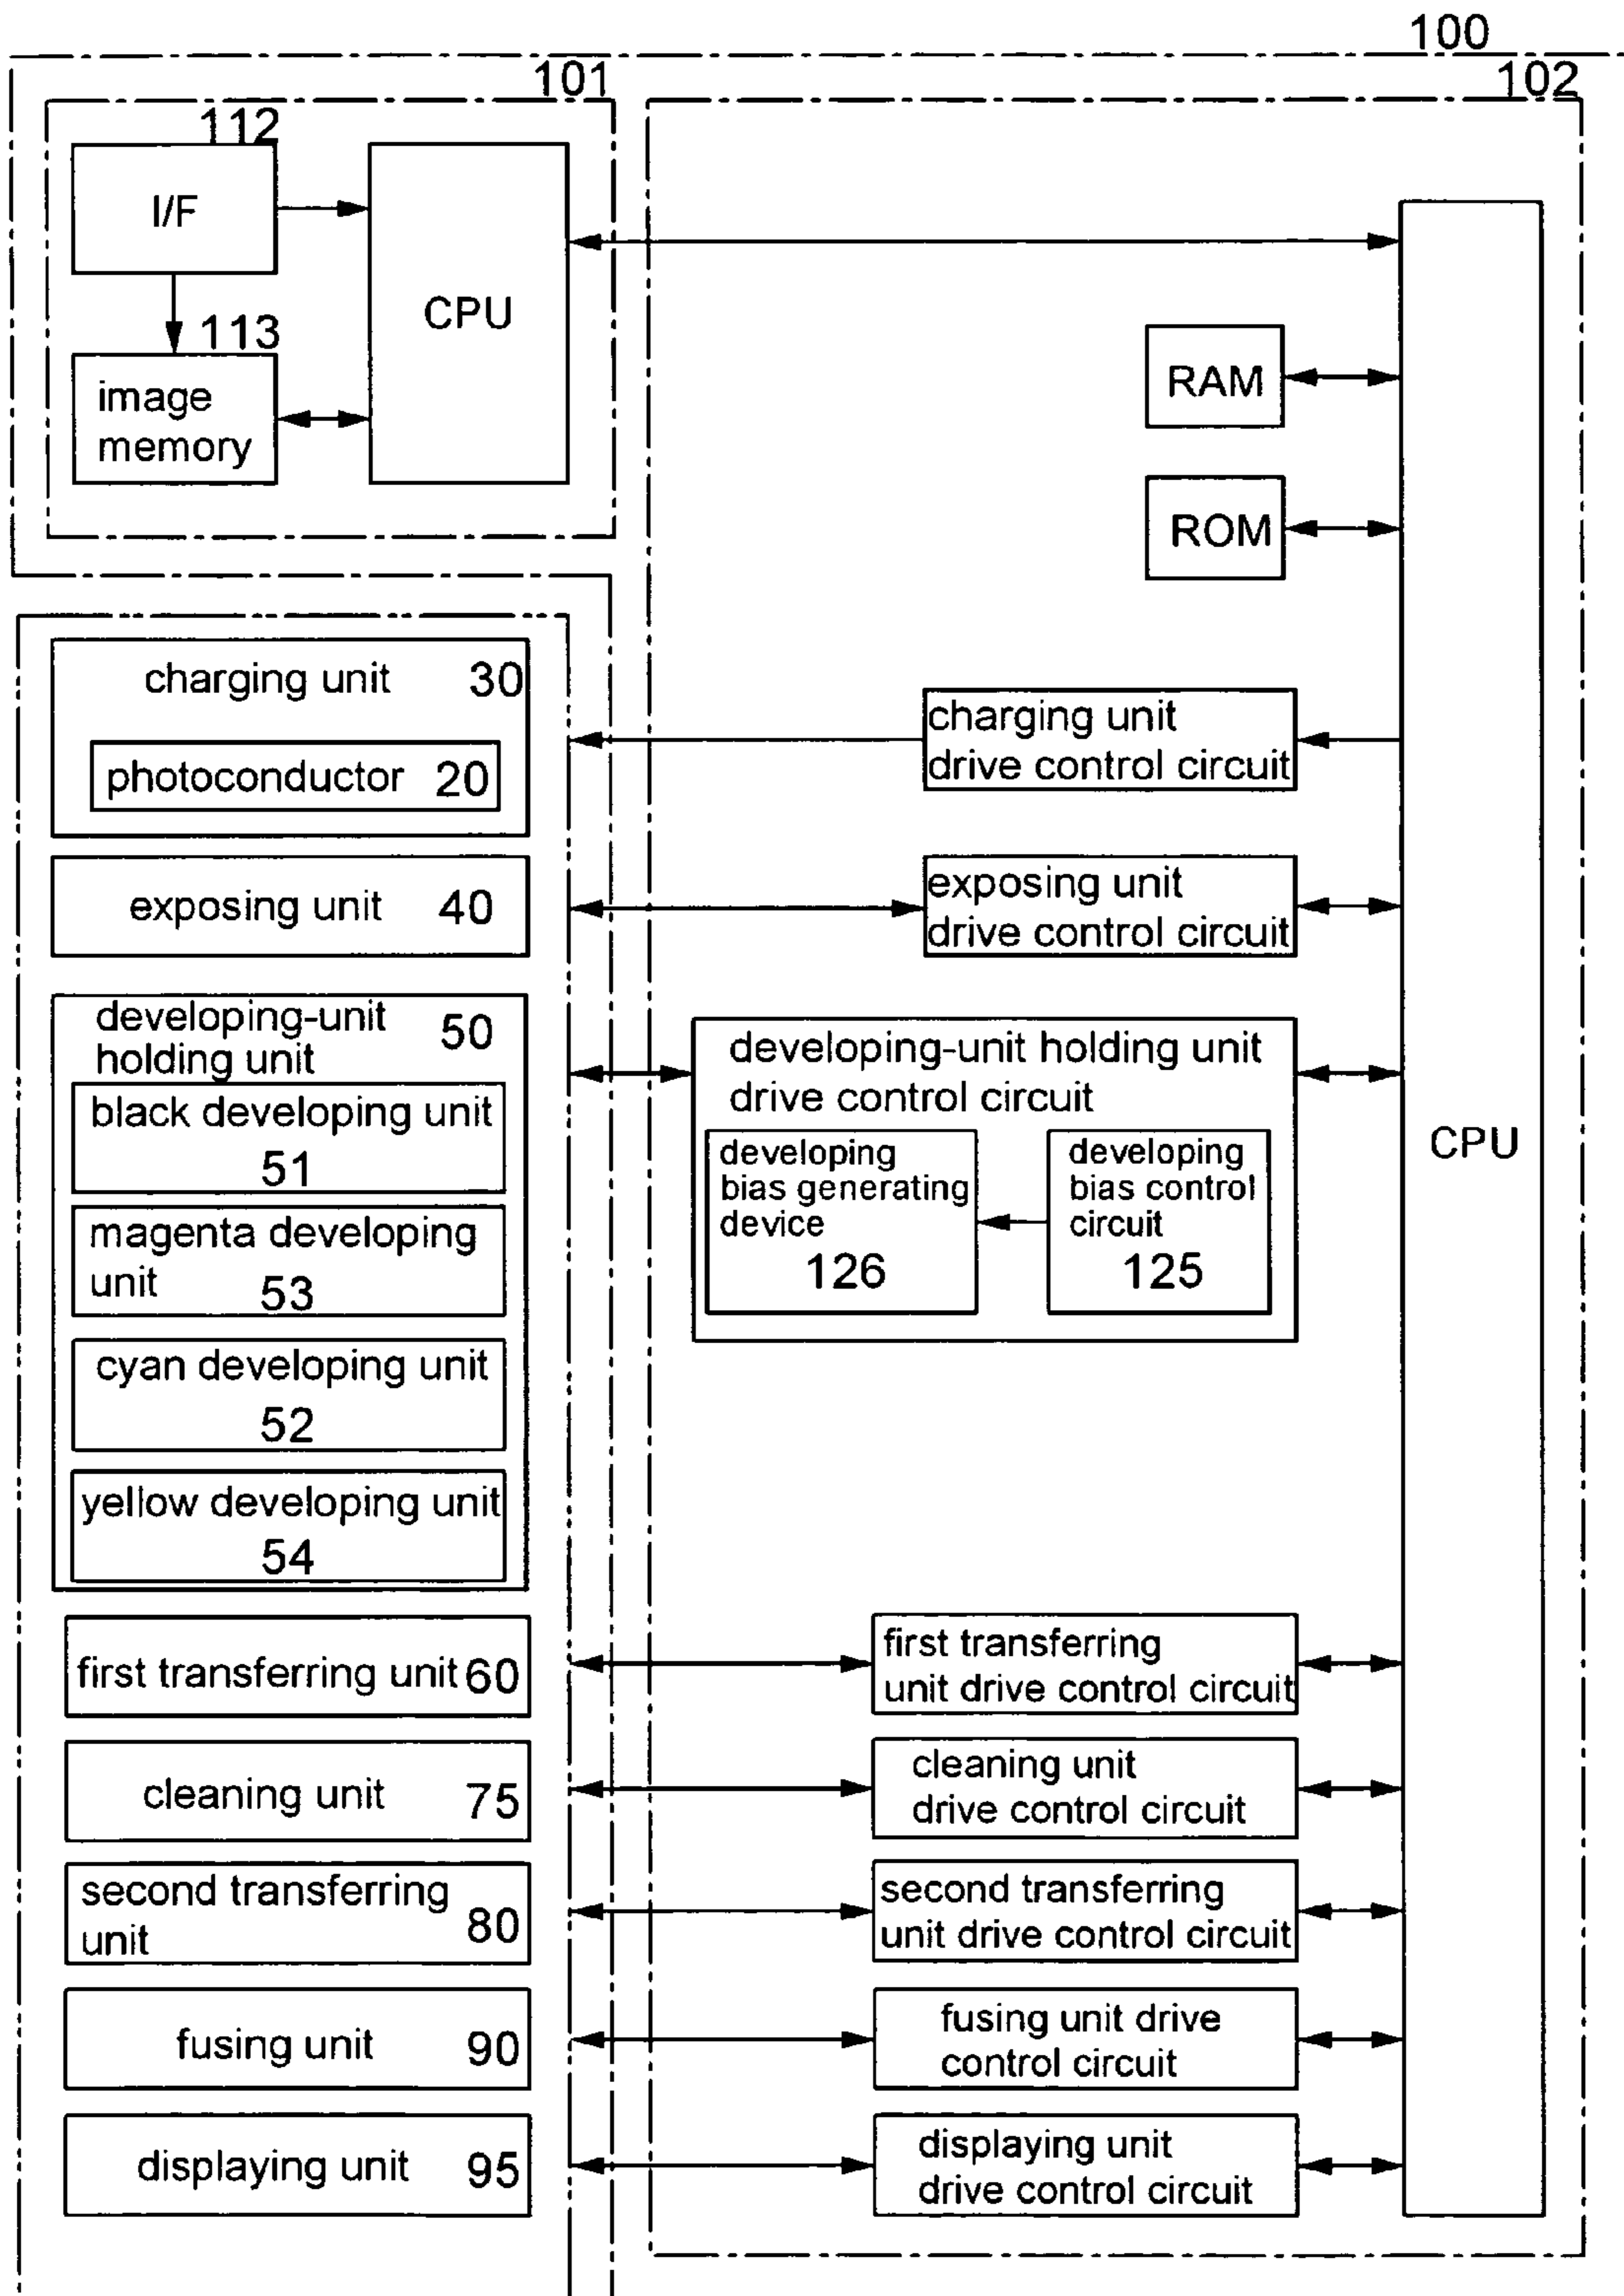 100
101
102
112
I/F
CPU
113
image
memory
RAM
ROM
charging unit 30
photoconductor 20
charging unit
drive control circuit
exposing unit 40
exposing unit
drive control circuit
developing-unit
holding unit
50
black developing unit
51
magenta developing
unit 53
cyan developing unit
52
yellow developing unit
54
developing-unit holding unit
drive control circuit
developing
bias generating
device
126
developing
bias control
circuit
125
CPU
first transferring unit 60
first transferring
unit drive control circuit
cleaning unit 75
cleaning unit
drive control circuit
second transferring
unit 80
second transferring
unit drive control circuit
fusing unit 90
fusing unit drive
control circuit
displaying unit 95
displaying unit
drive control circuit